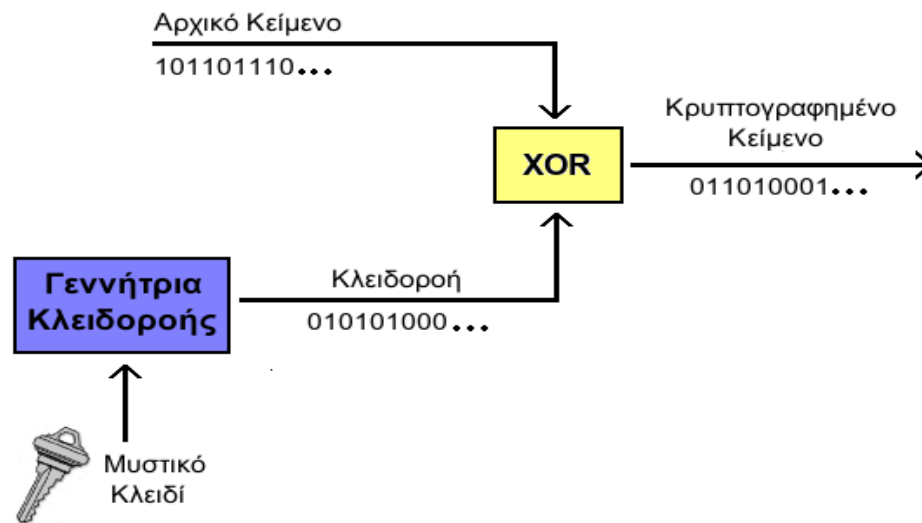 Αρχικό Κείμενο
101101110...
XOR
Κρυπτογραφημένο
Κείμενο
011010001...
Γεννήτρια
Κλειδοροής
Κλειδοροή
010101000...
Μυστικό
Κλειδί